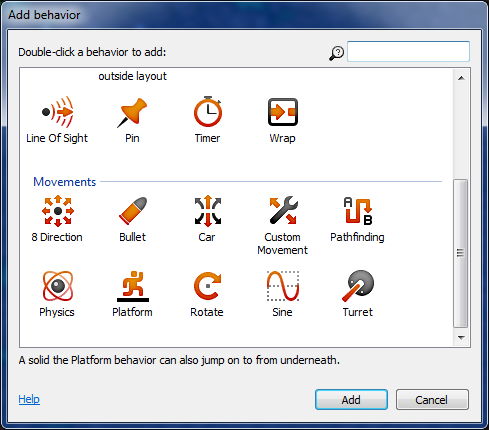 Add behavior
Double-click a behavior to add:
outside layout
Line Of Sight Pin Timer Wrap
Movements
A B
8 Direction Bullet Car Custom Movement Pathfinding
Physics Platform Rotate Sine Turret
A solid the Platform behavior can also jump on to from underneath.
Help Add Cancel